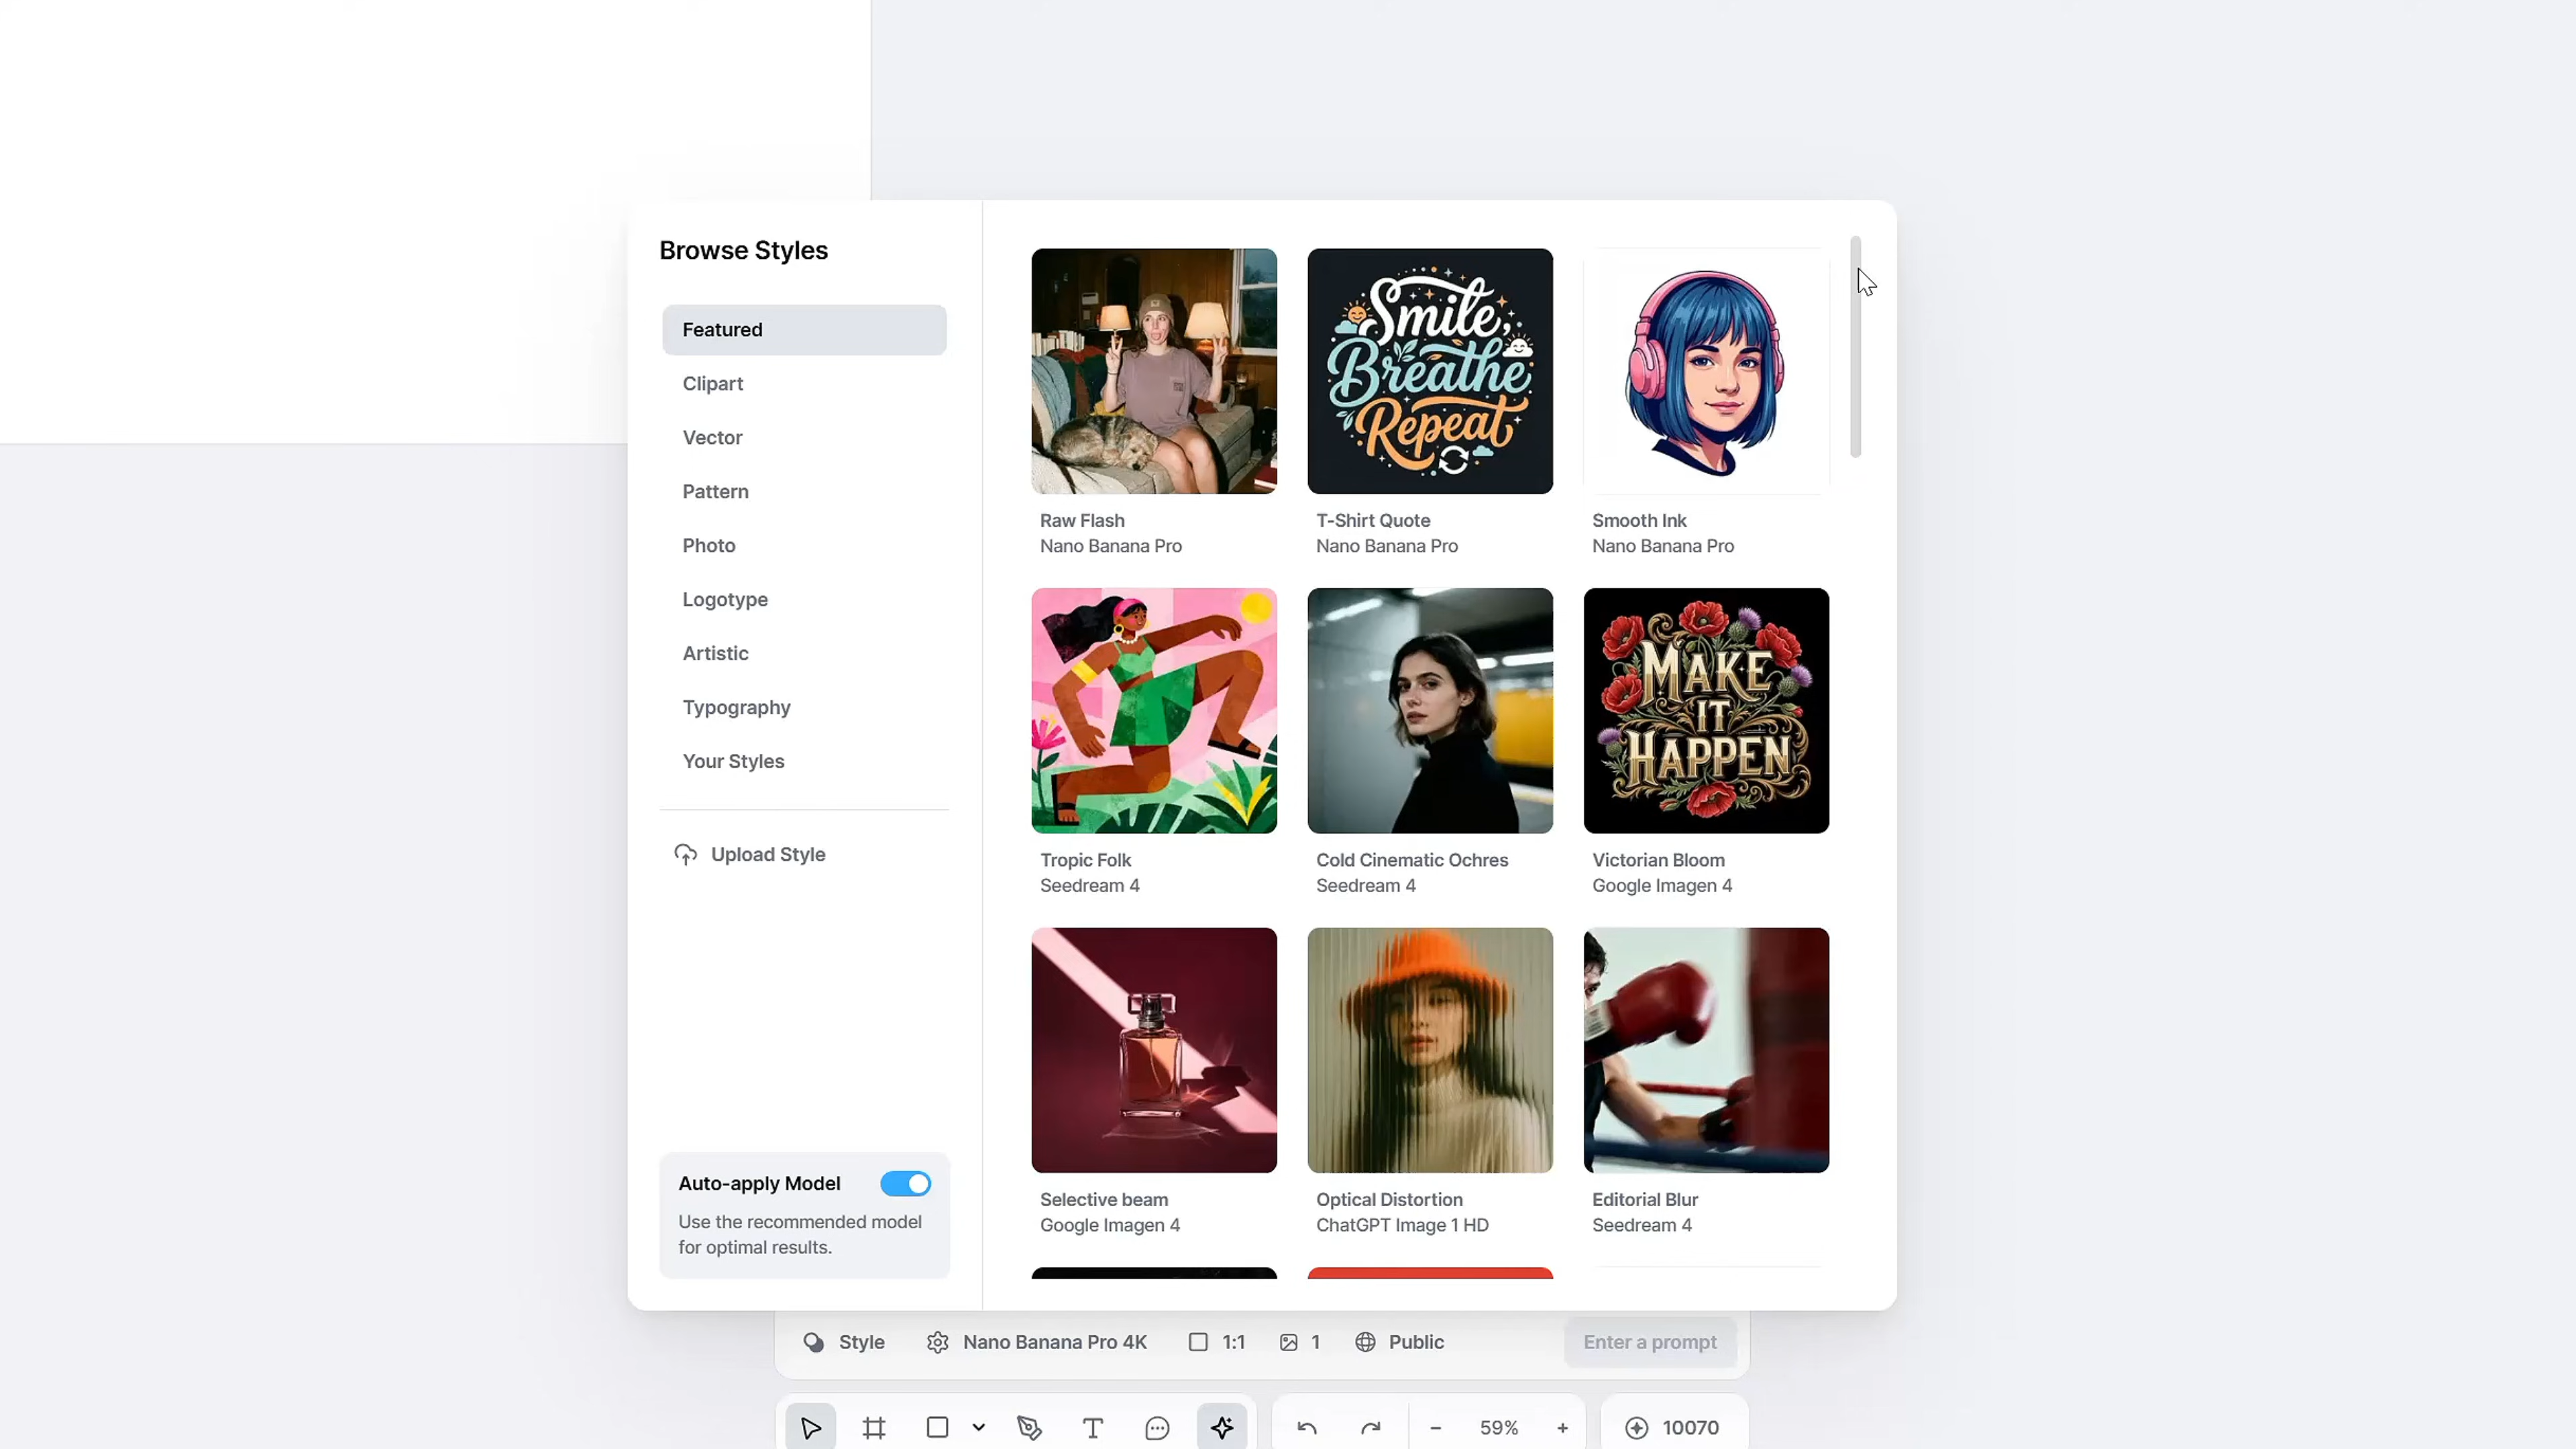 Browse Styles
Featured
Clipart
Vector
Pattern
Photo
Logotype
Artistic
Typography
Your Styles
Upload Style
Auto-apply Model
Use the recommended model
for optimal results.
Smile,
Breathe
Repeat
Raw Flash
Nano Banana Pro
T-Shirt Quote
Nano Banana Pro
Smooth Ink
Nano Banana Pro
MAKE
IT
HAPPEN
Tropic Folk
Seedream 4
Cold Cinematic Ochres
Seedream 4
Victorian Bloom
Google Imagen 4
Selective beam
Google Imagen 4
Optical Distortion
ChatGPT Image 1 HD
Editorial Blur
Seedream 4
Style
Nano Banana Pro 4K
1:1
1
Public
Enter a prompt
59%
10070